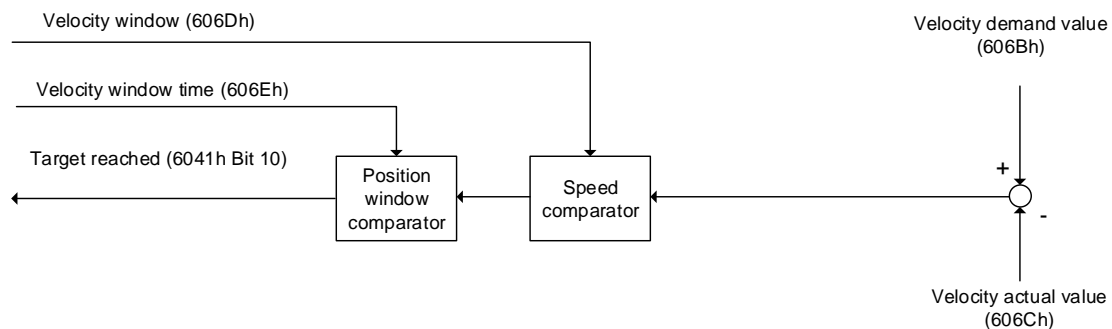 Velocity window (606Dh)
Velocity demand value
(606Bh)
Velocity window time (606Eh)
Target reached (6041h Bit 10)
Position
window
comparator
Speed
comparator
+
-
Velocity actual value
(606Ch)